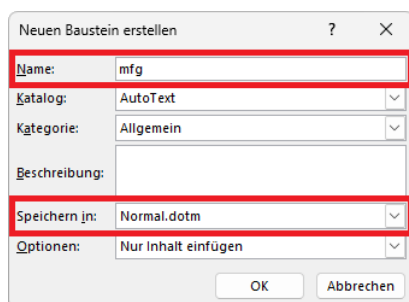 Neuen Baustein erstellen ? ×
Name: mfg
Katalog: AutoText
Kategorie: Allgemein
Beschreibung:
Speichern in: Normal.dotm
Optionen: Nur Inhalt einfügen
OK Abbrechen